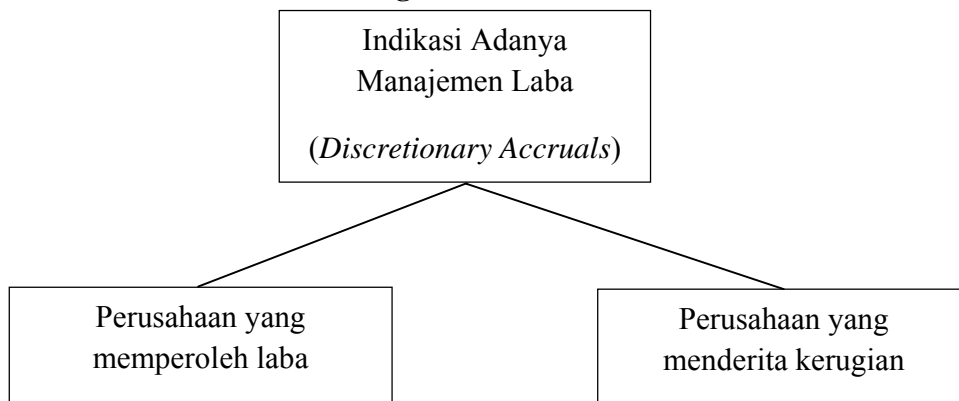 Indikasi Adanya
Manajemen Laba
(Discretionary Accruals)
Perusahaan yang
memperoleh laba
Perusahaan yang
menderita kerugian